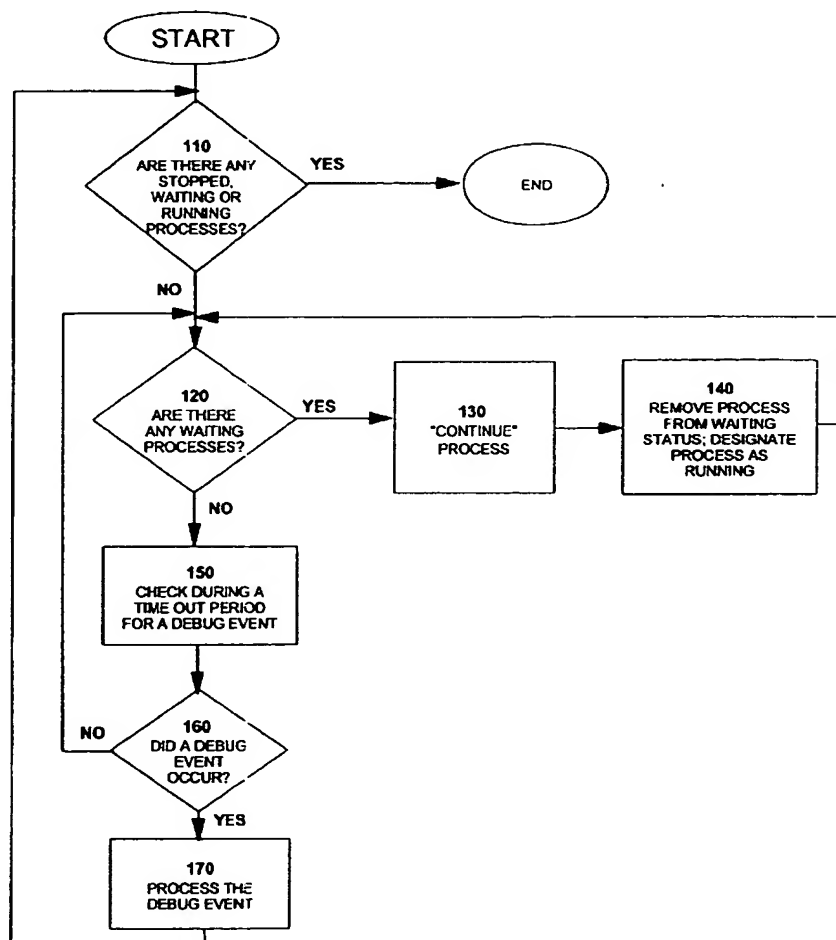 START
110
ARE THERE ANY
STOPPED,
WAITING OR
RUNNING
PROCESSES?
YES
END
NO
120
ARE THERE
ANY WAITING
PROCESSES?
YES
130
"CONTINUE"
PROCESS
140
REMOVE PROCESS
FROM WAITING
STATUS; DESIGNATE
PROCESS AS
RUNNING
NO
150
CHECK DURING A
TIME OUT PERIOD
FOR A DEBUG EVENT
NO
160
DID A DEBUG
EVENT
OCCUR?
YES
170
PROCESS THE
DEBUG EVENT